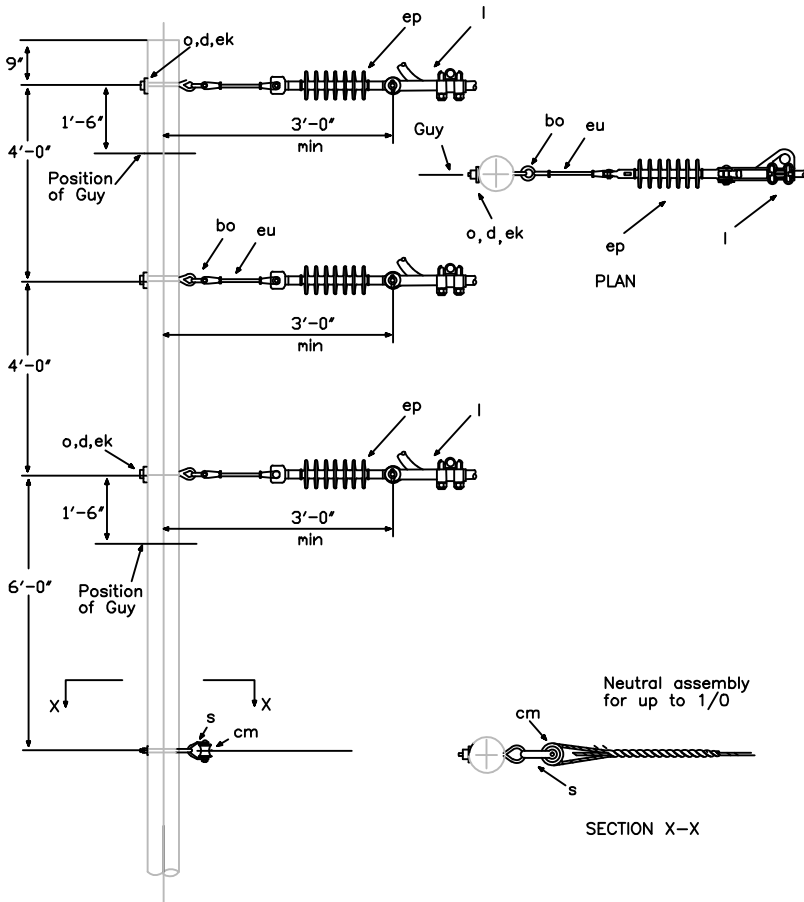 o,d,ek
ep
l
9"
1'-6"
3'-0"
min
4'-0"
Position
of Guy
Guy
bo
eu
o,d,ek
ep
l
PLAN
bo
eu
3'-0"
min
4'-0"
ep
l
o,d,ek
1'-6"
3'-0"
min
6'-0"
Position
of Guy
X
X
s
cm
Neutral assembly
for up to 1/0
cm
s
SECTION X-X